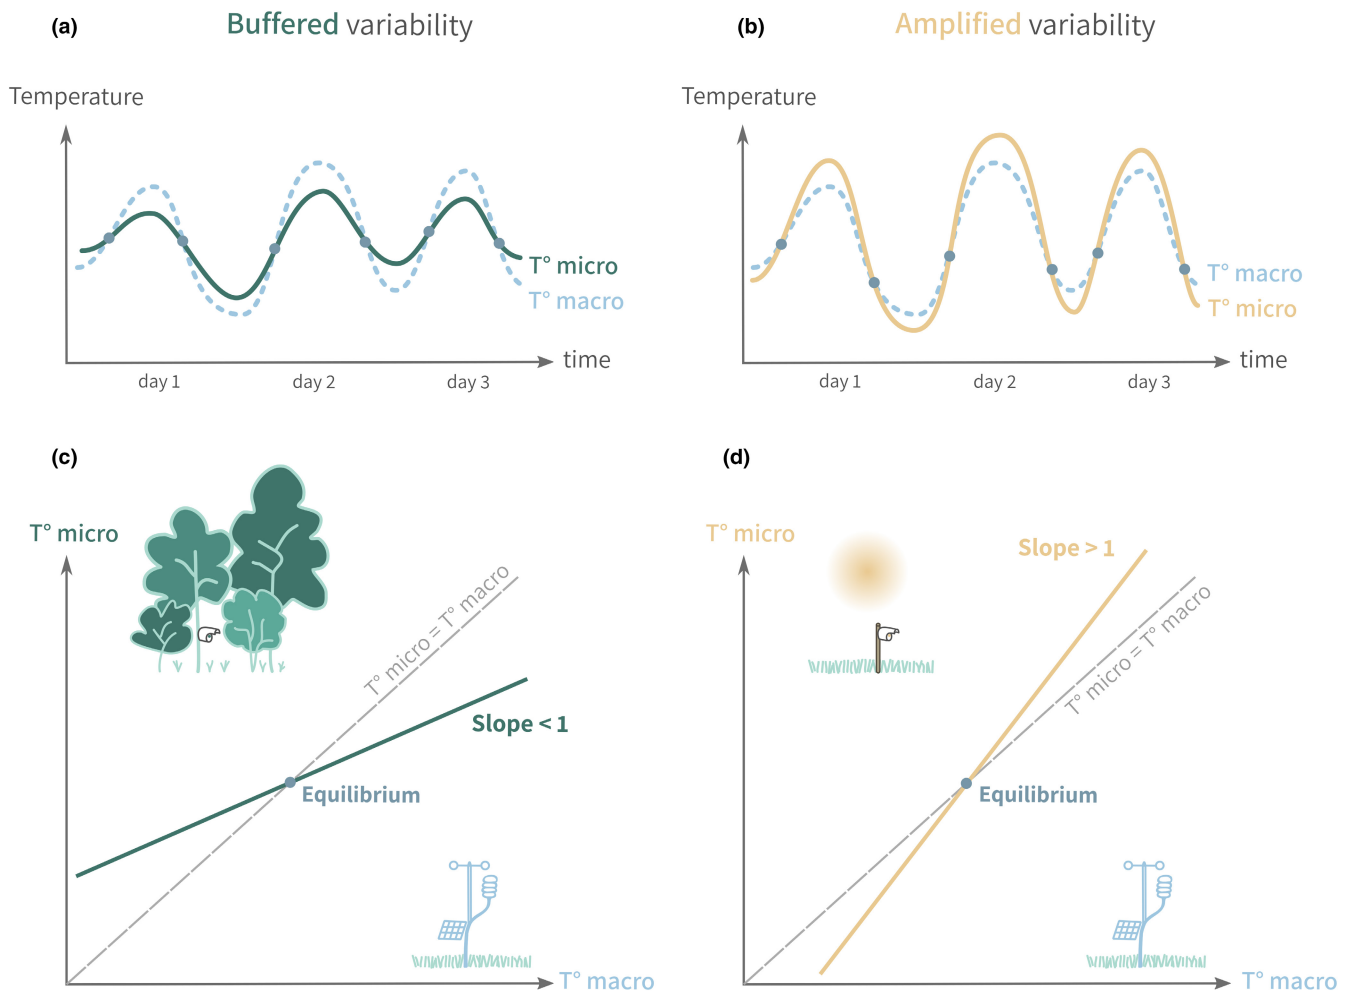 (a)
Buffered variability
Temperature
T° micro
T° macro
time
day 1
day 2
day 3
(b)
Amplified variability
Temperature
T° macro
T° micro
time
day 1
day 2
day 3
(c)
T° micro
T° micro = T° macro
Slope < 1
Equilibrium
T° macro
(d)
T° micro
Slope > 1
T° micro = T° macro
Equilibrium
T° macro